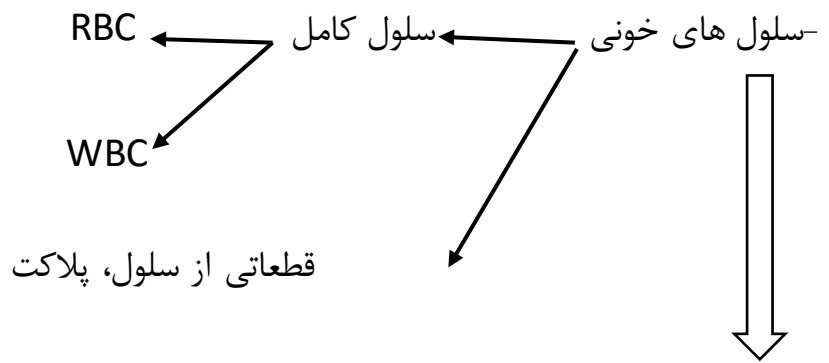 -سلول های خونی سلول کامل RBC
WBC
قطعاتی از سلول، پلاکت